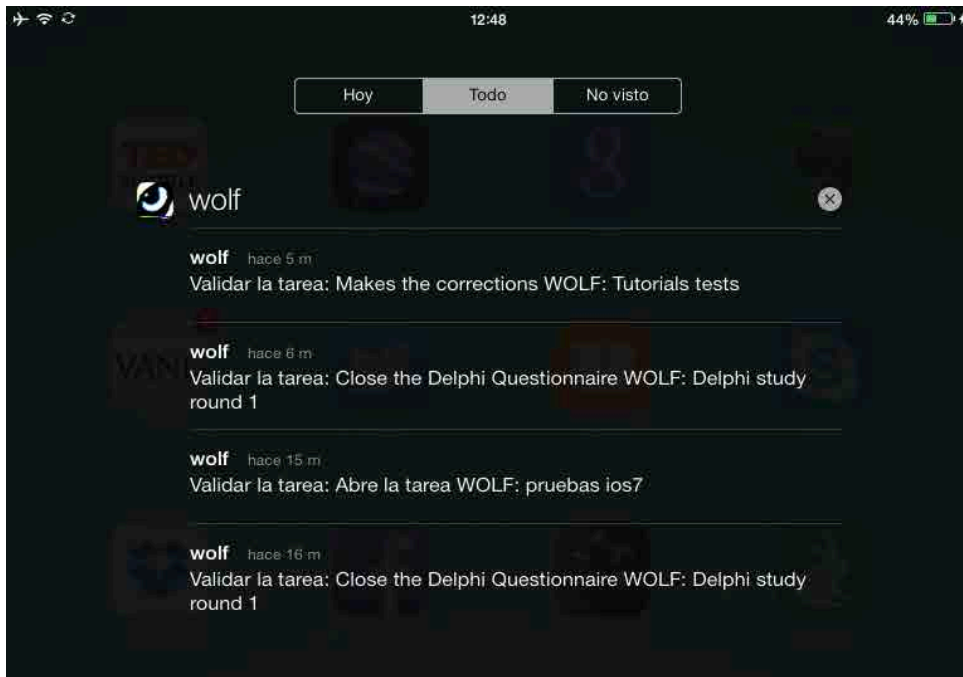 12:48
44%
Hoy
Todo
No visto
TED
wolf
wolf hace 5 m
Validar la tarea: Makes the corrections WOLF: Tutorials tests
wolf hace 6 m
Validar la tarea: Close the Delphi Questionnaire WOLF: Delphi study
round 1
wolf hace 15 m
Validar la tarea: Abre la tarea WOLF: pruebas ios7
wolf hace 16 m
Validar la tarea: Close the Delphi Questionnaire WOLF: Delphi study
round 1